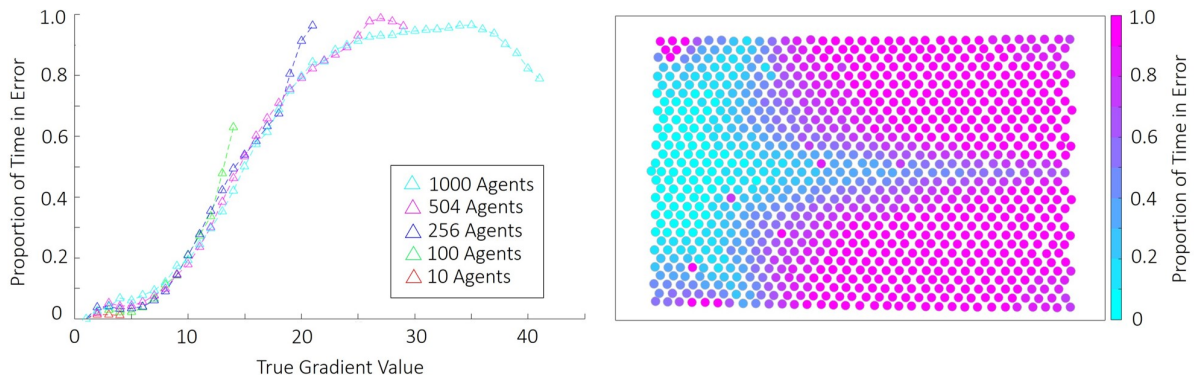 1.0
0.8
0.6
0.4
0.2
0
0
10
20
30
40
50
Proportion of Time in Error
True Gradient Value
1000 Agents
504 Agents
256 Agents
100 Agents
10 Agents
1.0
0.8
0.6
0.4
0.2
0
Proportion of Time in Error